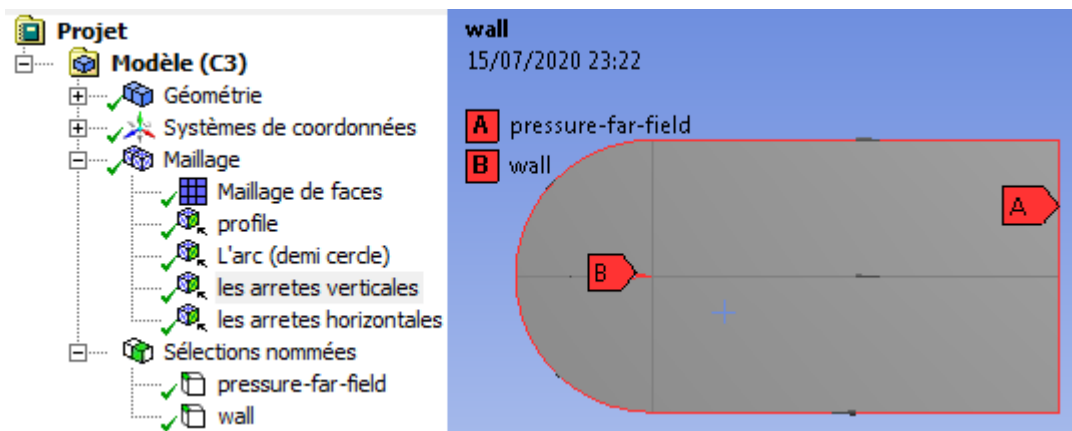 Projet
Modèle (C3)
Géométrie
Systèmes de coordonnées
Maillage
Maillage de faces
profile
L'arc (demi cercle)
les arretes verticales
les arretes horizontales
Sélections nommées
pressure-far-field
wall
wall
15/07/2020 23:22
A pressure-far-field
B wall
A
B